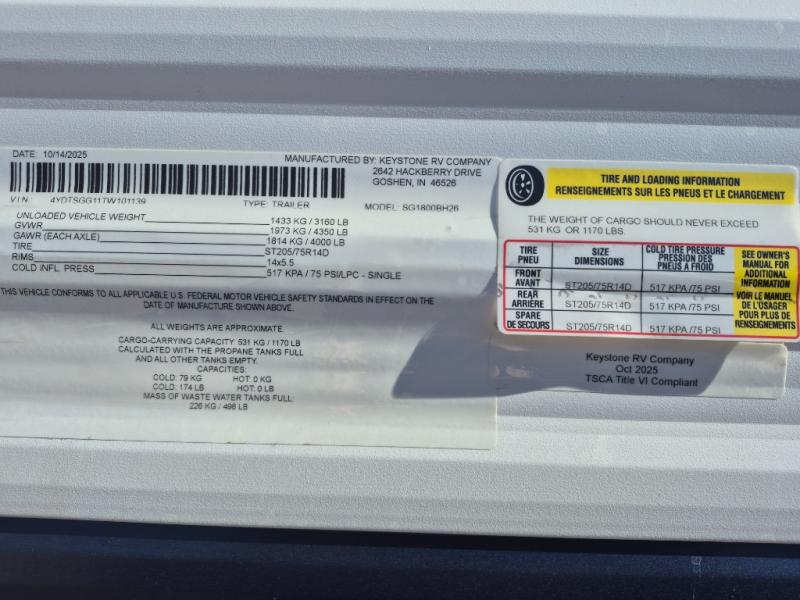 DATE: 10/14/2025
MANUFACTURED BY: KEYSTONE RV COMPANY
2642 HACKBERRY DRIVE
GOSHEN, IN 46526
V I N : 4YDTSGG11TW101139
TYPE: TRAILER
MODEL: SG1800BH26
UNLOADED VEHICLE WEIGHT 1433 KG / 3160 LB
GVWR 1973 KG / 4350 LB
GAWR (EACH AXLE) 1814 KG / 4000 LB
TIRE ST205/75R14D
RIMS 14x5.5
COLD INFL. PRESS 517 KPA / 75 PSI/LPC - SINGLE
THIS VEHICLE CONFORMS TO ALL APPLICABLE U.S. FEDERAL MOTOR VEHICLE SAFETY STANDARDS IN EFFECT ON THE
DATE OF MANUFACTURE SHOWN ABOVE.
ALL WEIGHTS ARE APPROXIMATE.
CARGO-CARRYING CAPACITY: 531 KG / 1170 LB
CALCULATED WITH THE PROPANE TANKS FULL
AND ALL OTHER TANKS EMPTY.
CAPACITIES:
COLD: 79 KG HOT: 0 KG
COLD: 174 LB HOT: 0 LB
MASS OF WASTE WATER TANKS FULL:
226 KG / 498 LB
TIRE AND LOADING INFORMATION
RENSEIGNEMENTS SUR LES PNEUS ET LE CHARGEMENT
THE WEIGHT OF CARGO SHOULD NEVER EXCEED
531 KG OR 1170 LBS.
TIRE
PNEU
SIZE
DIMENSIONS
COLD TIRE PRESSURE
PRESSION DES
PNEUS A FROID
FRONT
AVANT
ST205/75R14D
517 KPA /75 PSI
REAR
ARRIÈRE
ST205/75R14D
517 KPA /75 PSI
SPARE
DE SECOURS
ST205/75R14D
517 KPA /75 PSI
SEE OWNER'S
MANUAL FOR
ADDITIONAL
INFORMATION
VOIR LE MANUEL
DE L'USAGER
POUR PLUS DE
RENSEIGNEMENTS
Keystone RV Company
Oct 2025
TSCA Title VI Compliant